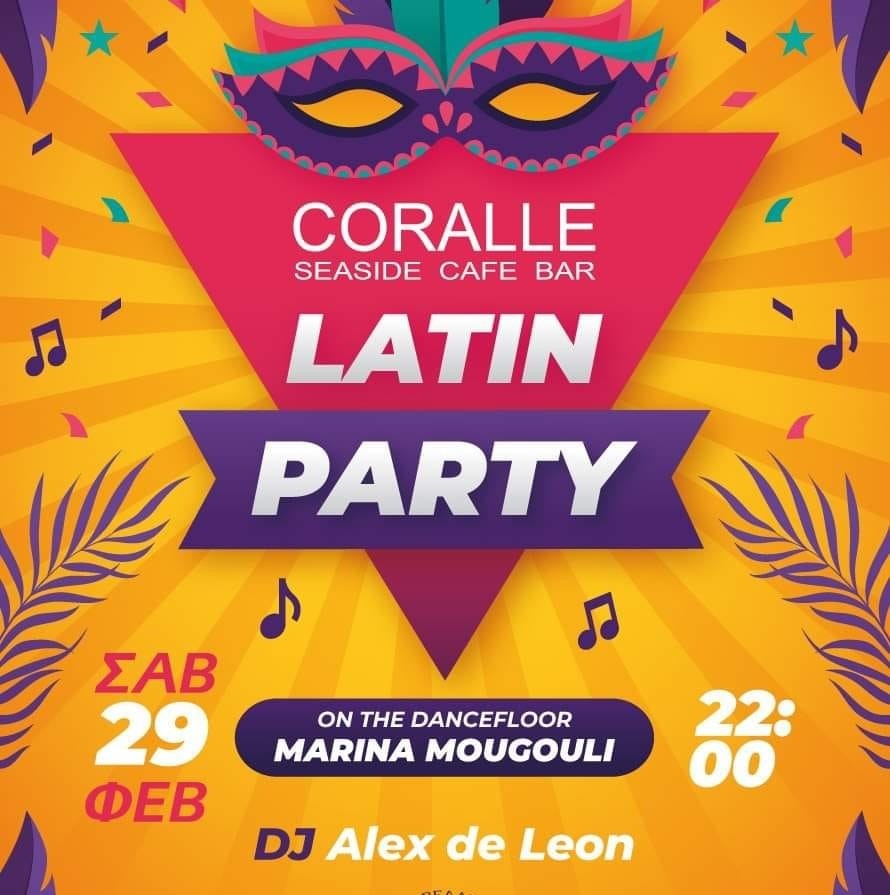 CORALLE
SEASIDE CAFE BAR
LATIN
PARTY
ΣΑΒ
29
ΦΕΒ
ON THE DANCEFLOOR
MARINA MOUGOULI
22:
00
DJ Alex de Leon